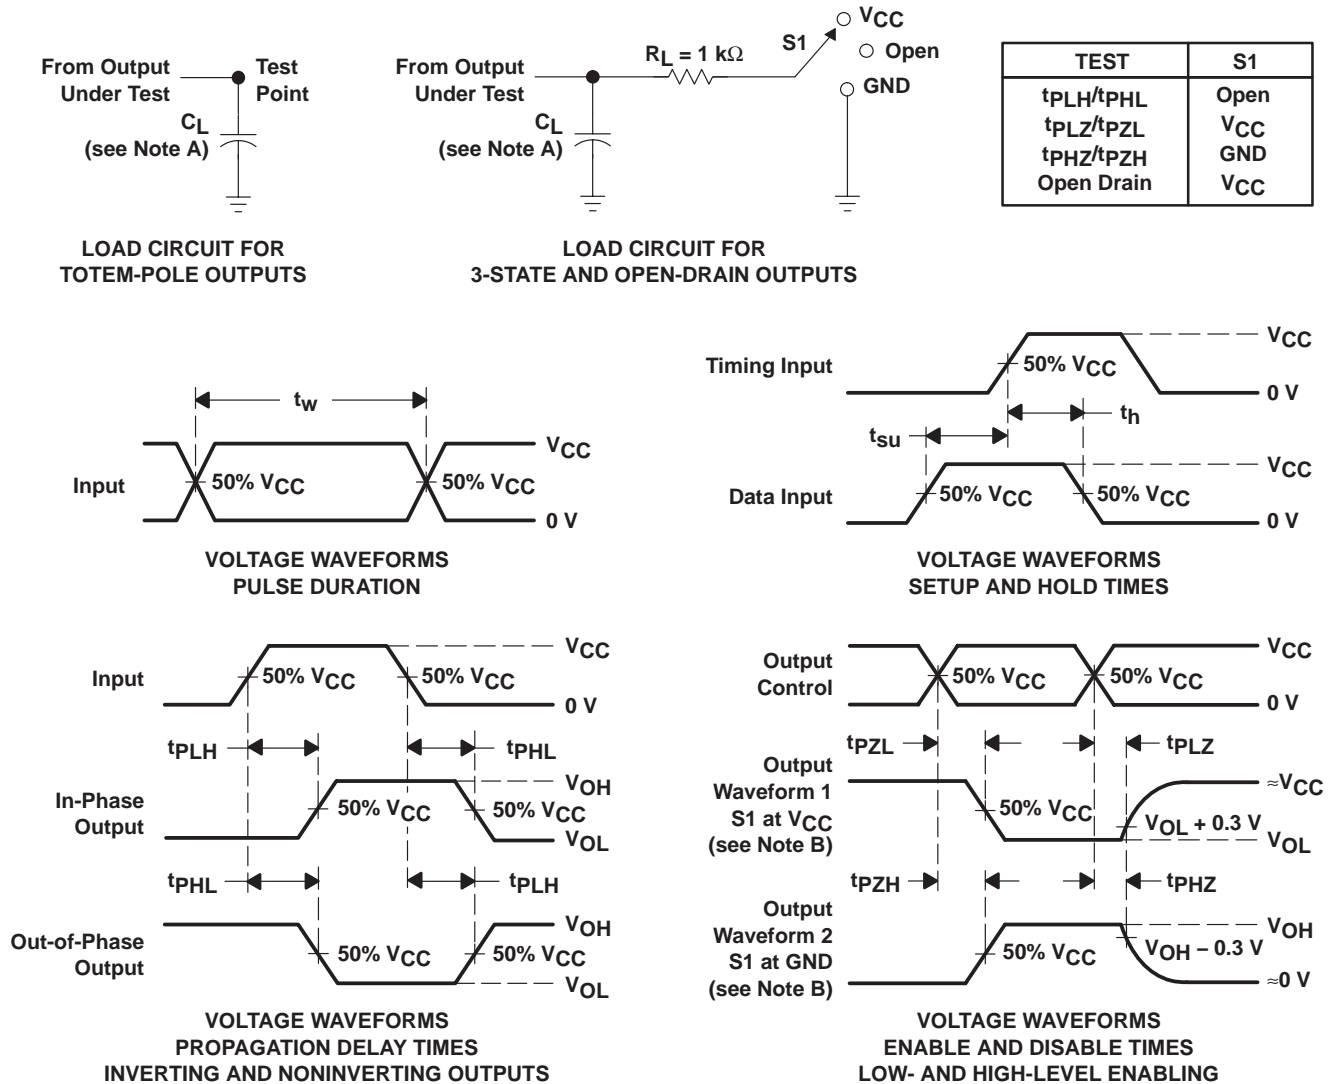 From Output
Under Test
Test
Point
CL
(see Note A)
LOAD CIRCUIT FOR
TOTEM-POLE OUTPUTS
From Output
Under Test
CL
(see Note A)
RL = 1 kΩ
S1
VCC
Open
GND
LOAD CIRCUIT FOR
3-STATE AND OPEN-DRAIN OUTPUTS
TEST S1
tPLH/tPHL Open
tPLZ/tPZL VCC
tPHZ/tPZH GND
Open Drain VCC
tw
Input
50% VCC
50% VCC
VCC
0 V
VOLTAGE WAVEFORMS
PULSE DURATION
Timing Input
50% VCC
VCC
0 V
tsu
th
Data Input
50% VCC
50% VCC
VCC
0 V
VOLTAGE WAVEFORMS
SETUP AND HOLD TIMES
Input
50% VCC
50% VCC
VCC
0 V
tPLH
tPHL
In-Phase
Output
50% VCC
50% VCC
VOH
VOL
tPHL
tPLH
Out-of-Phase
Output
50% VCC
50% VCC
VOH
VOL
VOLTAGE WAVEFORMS
PROPAGATION DELAY TIMES
INVERTING AND NONINVERTING OUTPUTS
Output
Control
50% VCC
50% VCC
VCC
0 V
tPZL
tPLZ
Output
Waveform 1
S1 at VCC
(see Note B)
50% VCC
VOL + 0.3 V
≈VCC
VOL
tPZH
tPHZ
Output
Waveform 2
S1 at GND
(see Note B)
50% VCC
VOH – 0.3 V
VOH
≈0 V
VOLTAGE WAVEFORMS
ENABLE AND DISABLE TIMES
LOW- AND HIGH-LEVEL ENABLING